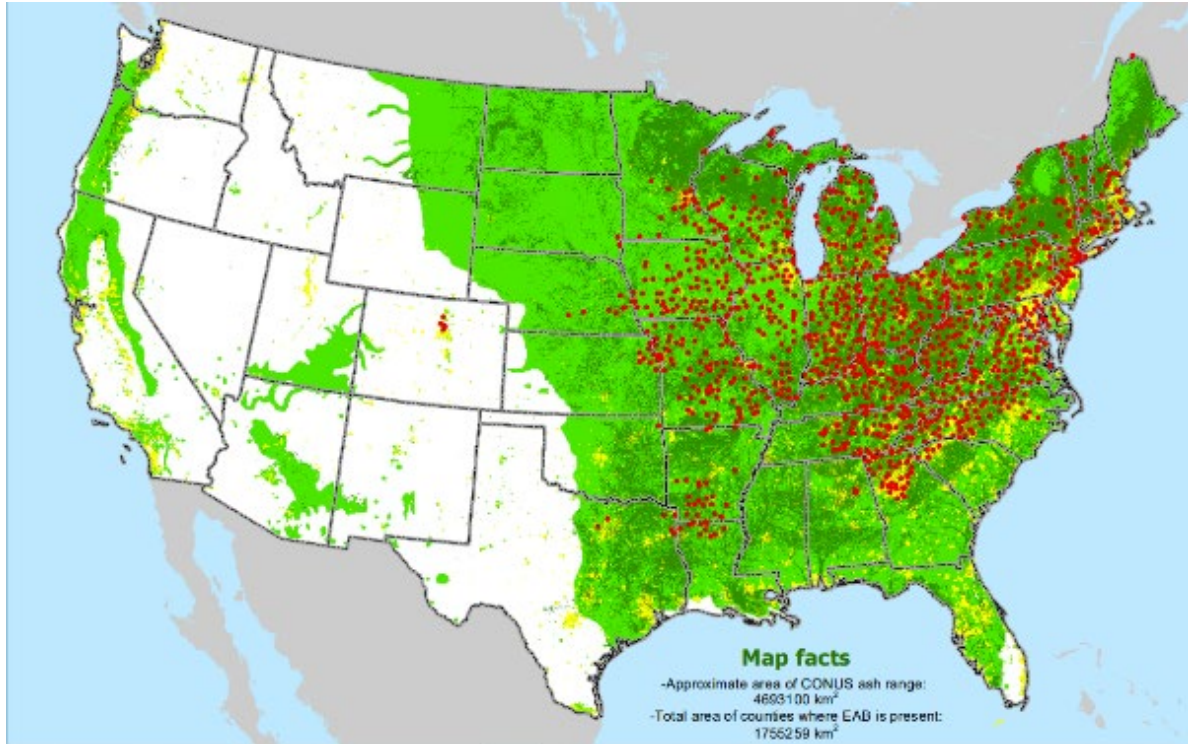 Map facts
-Approximate area of CONUS ash range:
4693100 km²
-Total area of counties where EAB is present:
1755259 km²